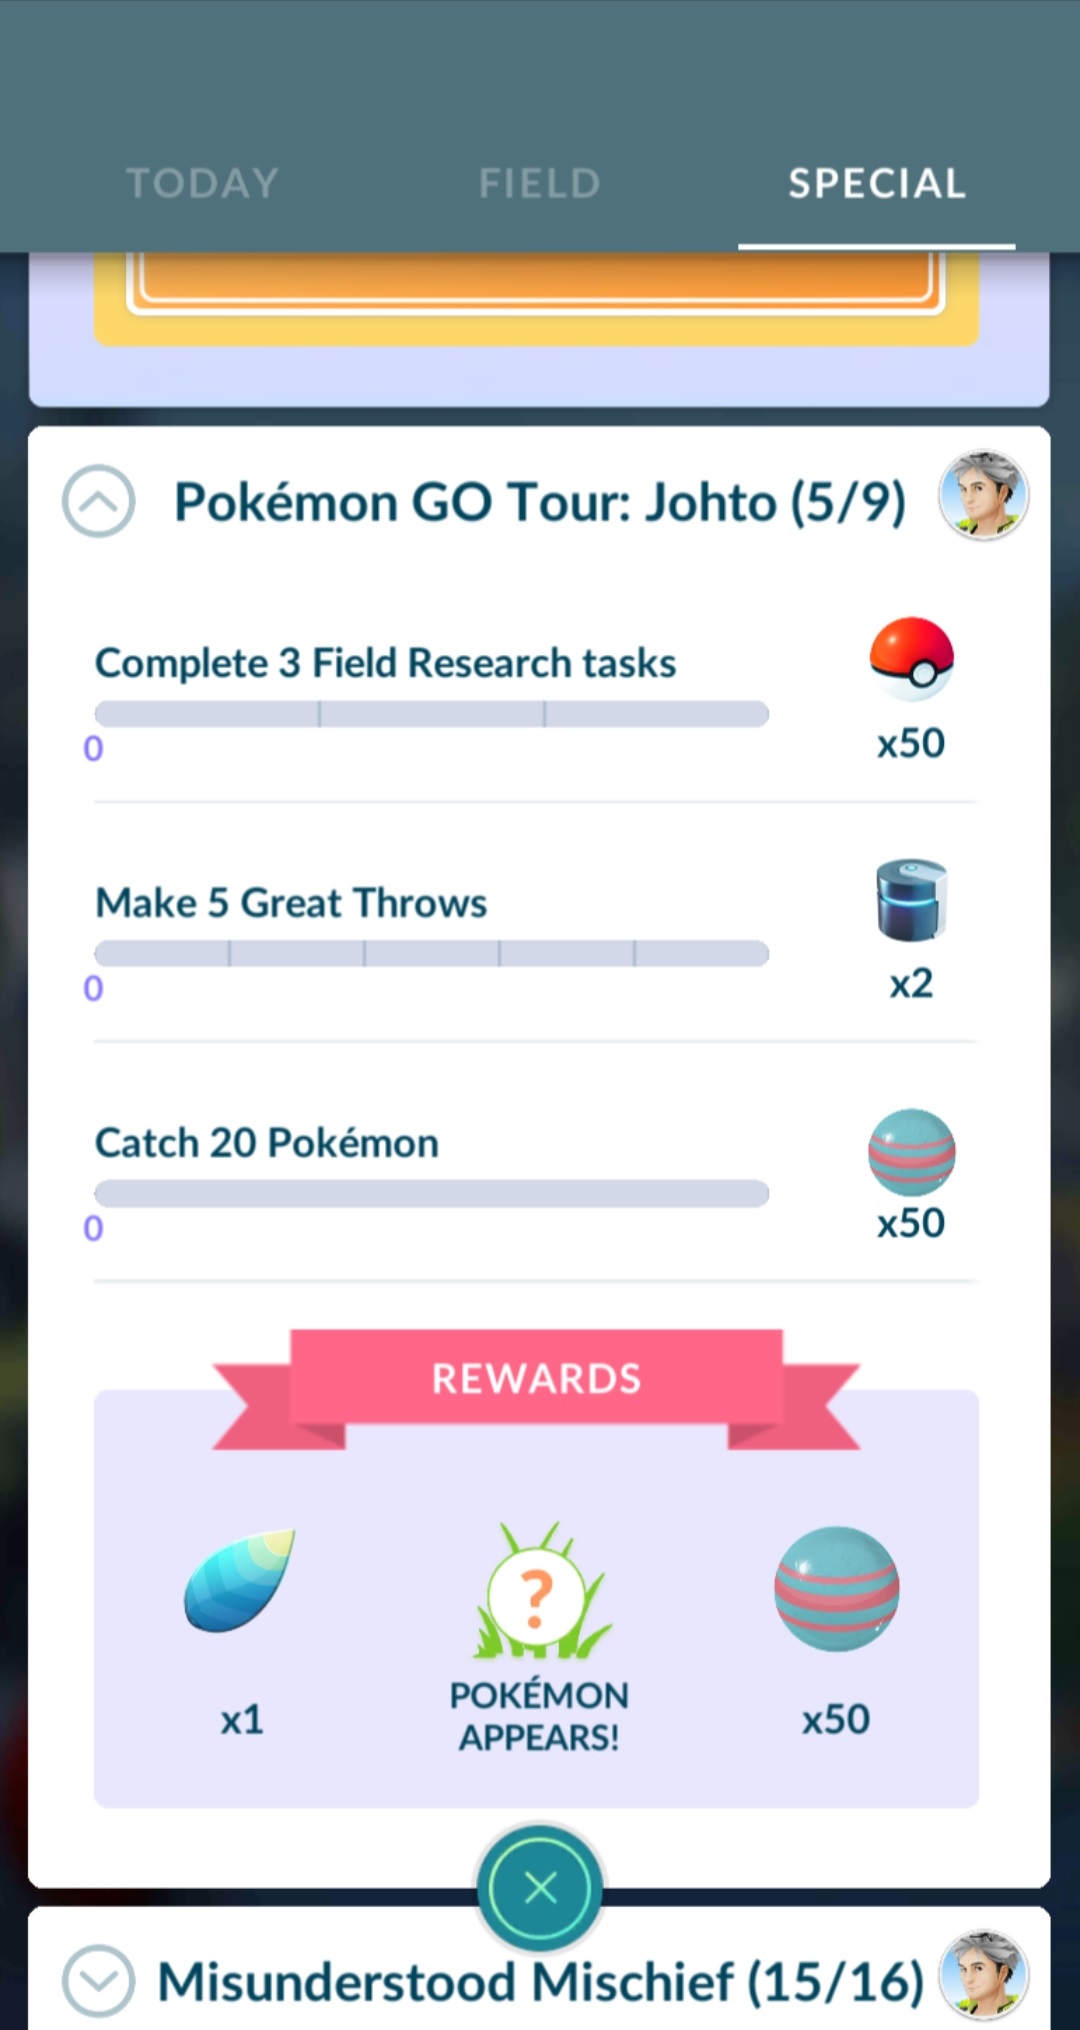 TODAY
FIELD
SPECIAL
Pokémon GO Tour: Johto (5/9)
Complete 3 Field Research tasks
0
x50
Make 5 Great Throws
0
x2
Catch 20 Pokémon
0
x50
REWARDS
?
x1
POKÉMON
APPEARS!
x50
Misunderstood Mischief (15/16)